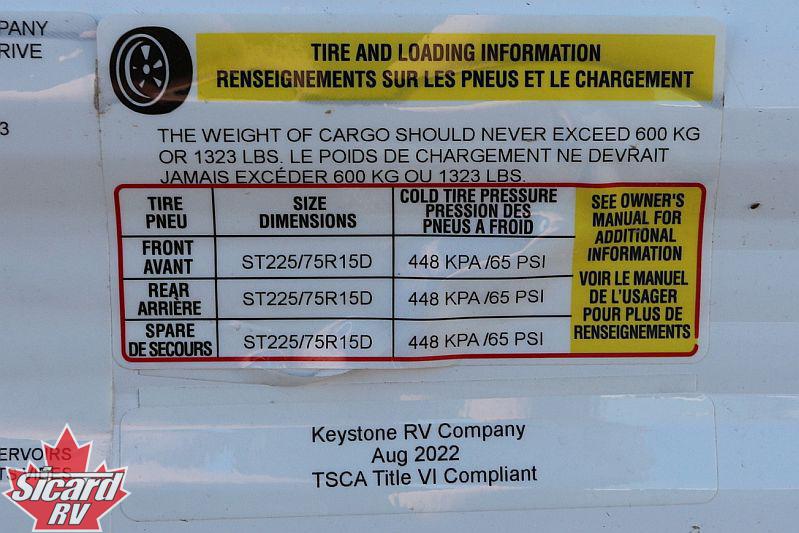 PANY
RIVE
3
TIRE AND LOADING INFORMATION
RENSEIGNEMENTS SUR LES PNEUS ET LE CHARGEMENT
THE WEIGHT OF CARGO SHOULD NEVER EXCEED 600 KG
OR 1323 LBS. LE POIDS DE CHARGEMENT NE DEVRAIT
JAMAIS EXCÉDER 600 KG OU 1323 LBS.
TIRE
PNEU
SIZE
DIMENSIONS
COLD TIRE PRESSURE
PRESSION DES
PNEUS A FROID
FRONT
AVANT
ST225/75R15D
448 KPA /65 PSI
REAR
ARRIÈRE
ST225/75R15D
448 KPA /65 PSI
SPARE
DE SECOURS
ST225/75R15D
448 KPA /65 PSI
SEE OWNER'S
MANUAL FOR
ADDITIONAL
INFORMATION
VOIR LE MANUEL
DE L'USAGER
POUR PLUS DE
RENSEIGNEMENTS
Keystone RV Company
Aug 2022
TSCA Title VI Compliant
ERVOIRS
Sicard
RV